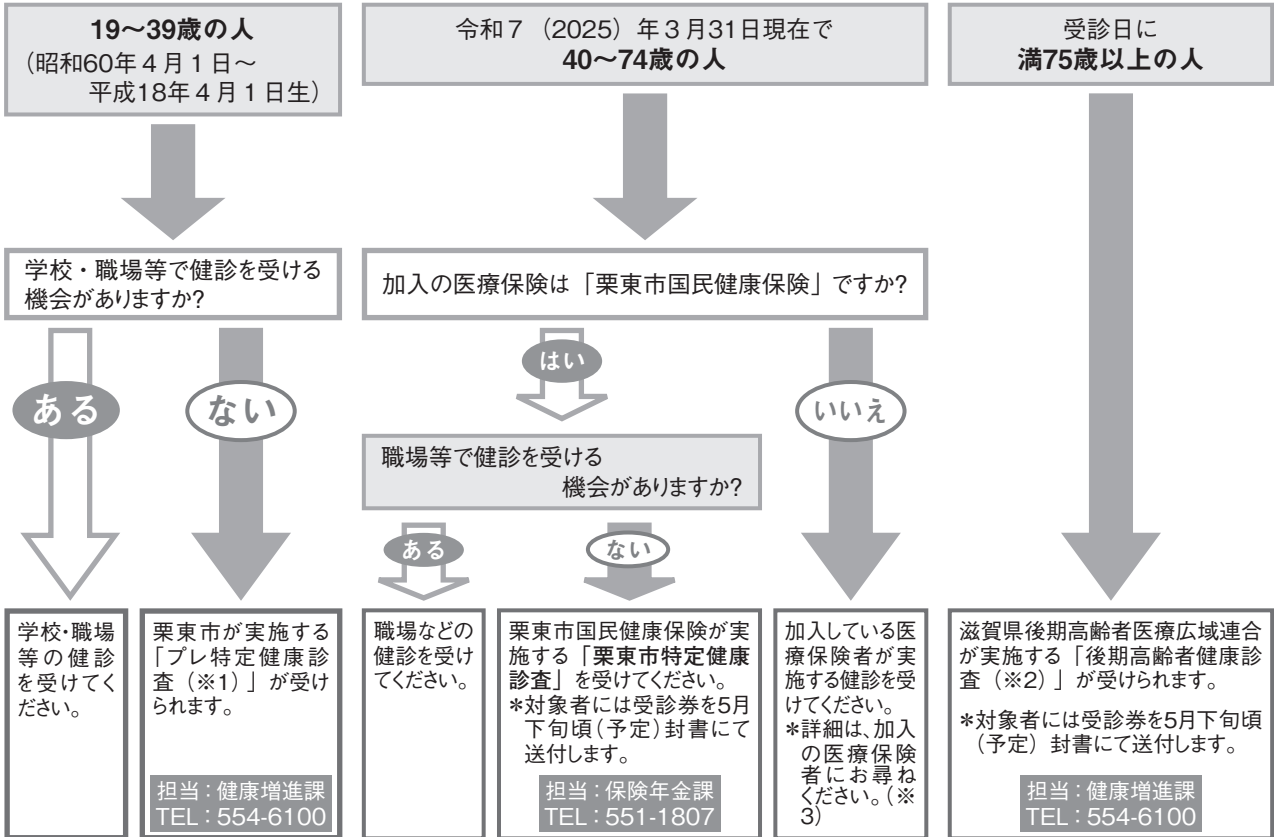 19〜39歳の人
（昭和60年4月1日〜
平成18年4月1日生）
令和7（2025）年3月31日現在で
40〜74歳の人
受診日に
満75歳以上の人
学校・職場等で健診を受ける
機会がありますか？
加入の医療保険は「栗東市国民健康保険」ですか？
ある
ない
はい
いいえ
職場等で健診を受ける
機会がありますか？
ある
ない
学校・職場
等の健診
を受けてく
ださい。
栗東市が実施する
「プレ特定健康診
査（※1）」が受け
られます。
担当：健康増進課
TEL：554-6100
職場などの
健診を受け
てください。
栗東市国民健康保険が実
施する「栗東市特定健康
診査」を受けてください。
＊対象者には受診券を5月
下旬頃（予定）封書にて
送付します。
担当：保険年金課
TEL：551-1807
加入している医
療保険者が実
施する健診を受
けてください。
＊詳細は、加入
の医療保険
者にお尋ね
ください。（※
3）
滋賀県後期高齢者医療広域連合
が実施する「後期高齢者健康診
査（※2）」が受けられます。
＊対象者には受診券を5月下旬頃
（予定）封書にて送付します。
担当：健康増進課
TEL：554-6100